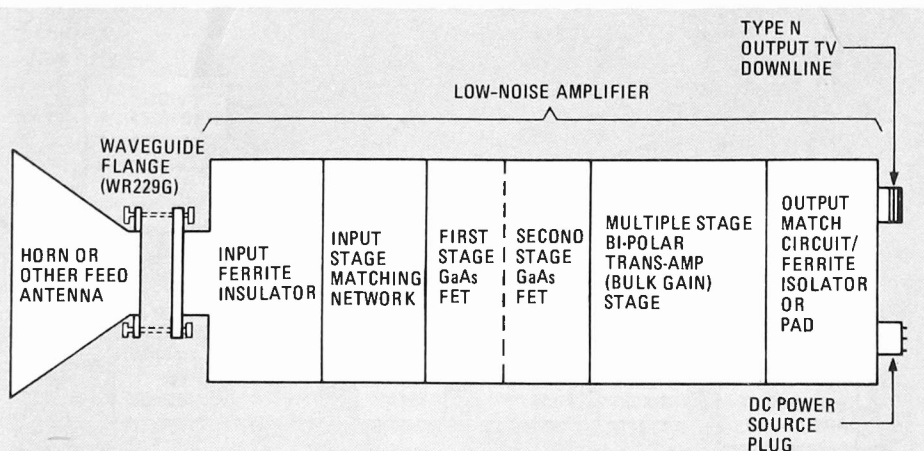 TYPE N
OUTPUT TV
DOWNLINE
LOW-NOISE AMPLIFIER
WAVEGUIDE
FLANGE
(WR229G)
HORN OR
OTHER FEED
ANTENNA
INPUT
FERRITE
INSULATOR
INPUT
STAGE
MATCHING
NETWORK
FIRST
STAGE
GaAs
FET
SECOND
STAGE
GaAs
FET
MULTIPLE STAGE
BI-POLAR
TRANS-AMP
(BULK GAIN)
STAGE
OUTPUT
MATCH
CIRCUIT/
FERRITE
ISOLATOR
OR
PAD
DC POWER
SOURCE
PLUG